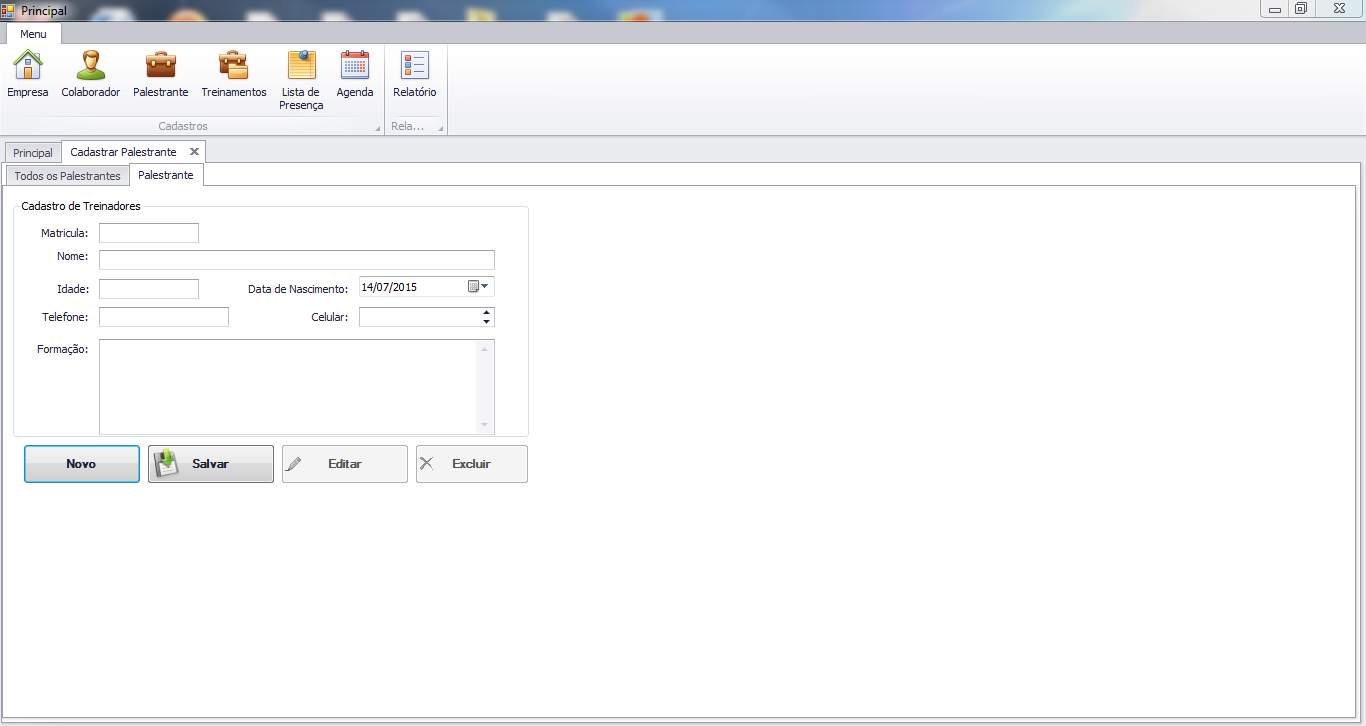 Principal
Menu
Empresa
Colaborador
Palestrante
Treinamentos
Lista de
Presença
Agenda
Relatório
Cadastros
Rela...
Principal
Cadastrar Palestrante
Todos os Palestrantes
Palestrante
Cadastro de Treinadores
Matricula:
Nome:
Idade:
Data de Nascimento: 14/07/2015
Telefone:
Celular:
Formação:
Novo
Salvar
Editar
Excluir